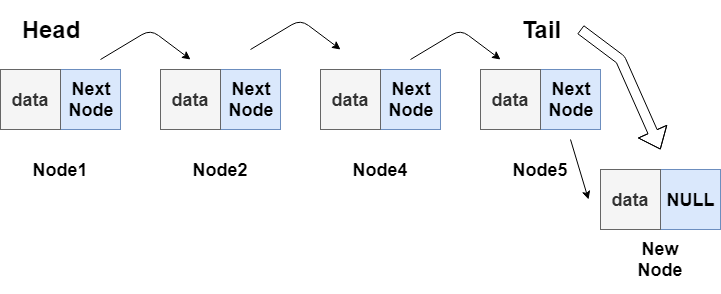 Head
Tail
data
Next
Node
data
Next
Node
data
Next
Node
data
Next
Node
Node1
Node2
Node4
Node5
data
NULL
New
Node